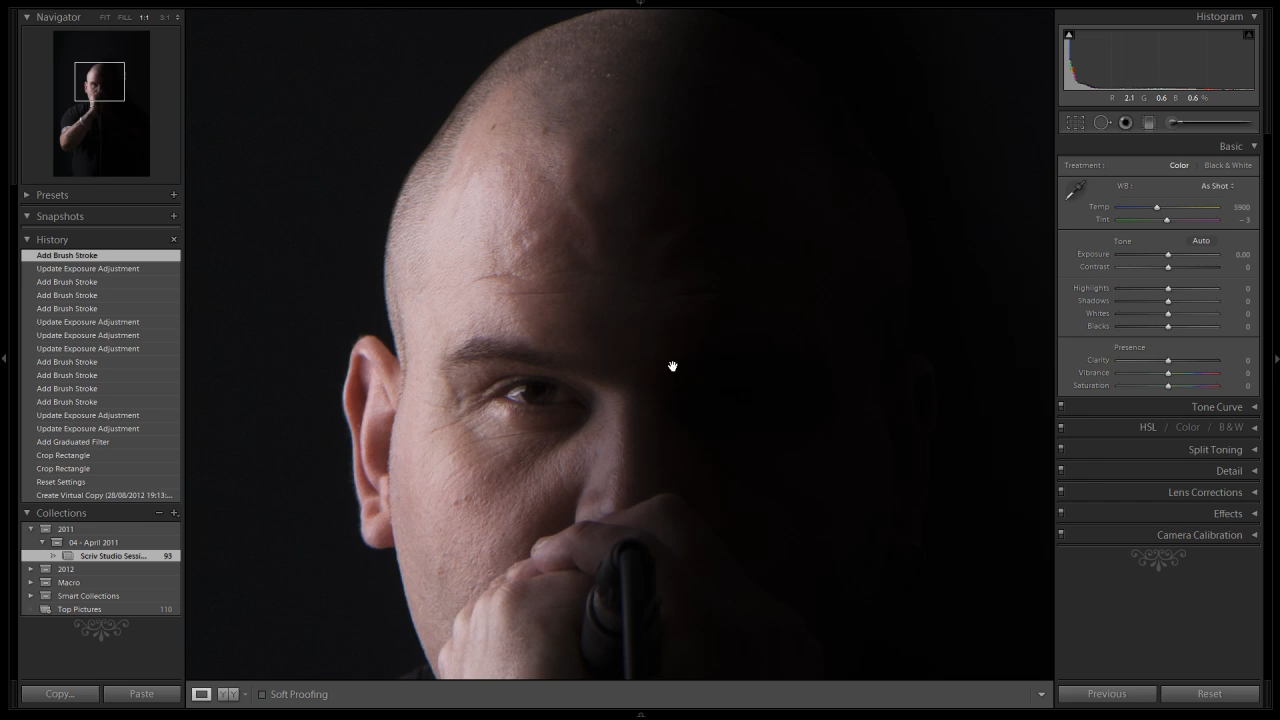 Navigator FIT FILL 1:1 3:1
Presets
Snapshots
History
Add Brush Stroke
Update Exposure Adjustment
Add Brush Stroke
Add Brush Stroke
Add Brush Stroke
Update Exposure Adjustment
Update Exposure Adjustment
Update Exposure Adjustment
Add Brush Stroke
Add Brush Stroke
Add Brush Stroke
Add Brush Stroke
Update Exposure Adjustment
Update Exposure Adjustment
Add Graduated Filter
Crop Rectangle
Crop Rectangle
Reset Settings
Create Virtual Copy (28/08/2012 19:13:...
Collections
2011
04 - April 2011
Scriv Studio Sessi... 93
2012
Macro
Smart Collections
Top Pictures 110
Copy... Paste
Y Y Soft Proofing
Histogram
R 2.1 G 0.6 B 0.6 %
Basic
Treatment : Color Black & White
WB : As Shot
Temp 5900
Tint - 3
Tone Auto
Exposure 0.00
Contrast 0
Highlights 0
Shadows 0
Whites 0
Blacks 0
Presence
Clarity 0
Vibrance 0
Saturation 0
Tone Curve
HSL / Color / B & W
Split Toning
Detail
Lens Corrections
Effects
Camera Calibration
Previous Reset